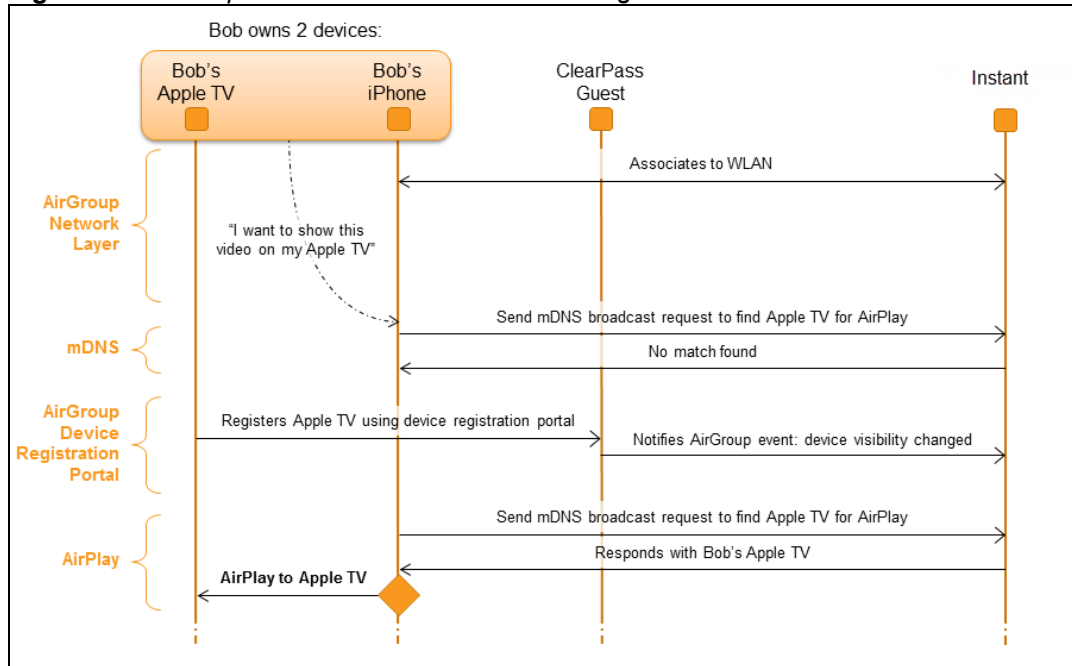 Bob owns 2 devices:
Bob's
Apple TV
Bob's
iPhone
ClearPass
Guest
Instant
AirGroup
Network
Layer
Associates to WLAN
“I want to show this
video on my Apple TV”
mDNS
Send mDNS broadcast request to find Apple TV for AirPlay
No match found
AirGroup
Device
Registration
Portal
Registers Apple TV using device registration portal
Notifies AirGroup event: device visibility changed
AirPlay
Send mDNS broadcast request to find Apple TV for AirPlay
Responds with Bob's Apple TV
AirPlay to Apple TV